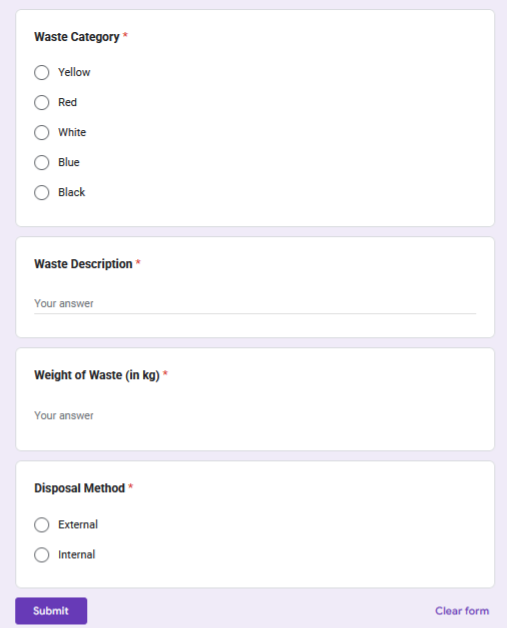 Waste Category *
Yellow
Red
White
Blue
Black
Waste Description *
Your answer
Weight of Waste (in kg) *
Your answer
Disposal Method *
External
Internal
Submit
Clear form